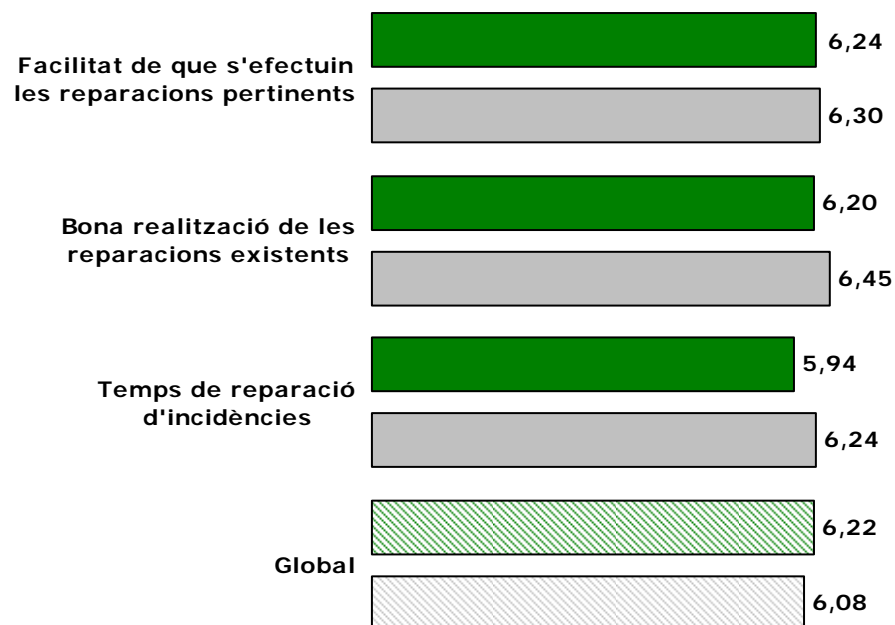 6,24
Facilitat de que s'efectuin
les reparacions pertinents
6,30
6,20
Bona realització de les
reparacions existents
6,45
5,94
Temps de reparació
d'incidències
6,24
6,22
Global
6,08